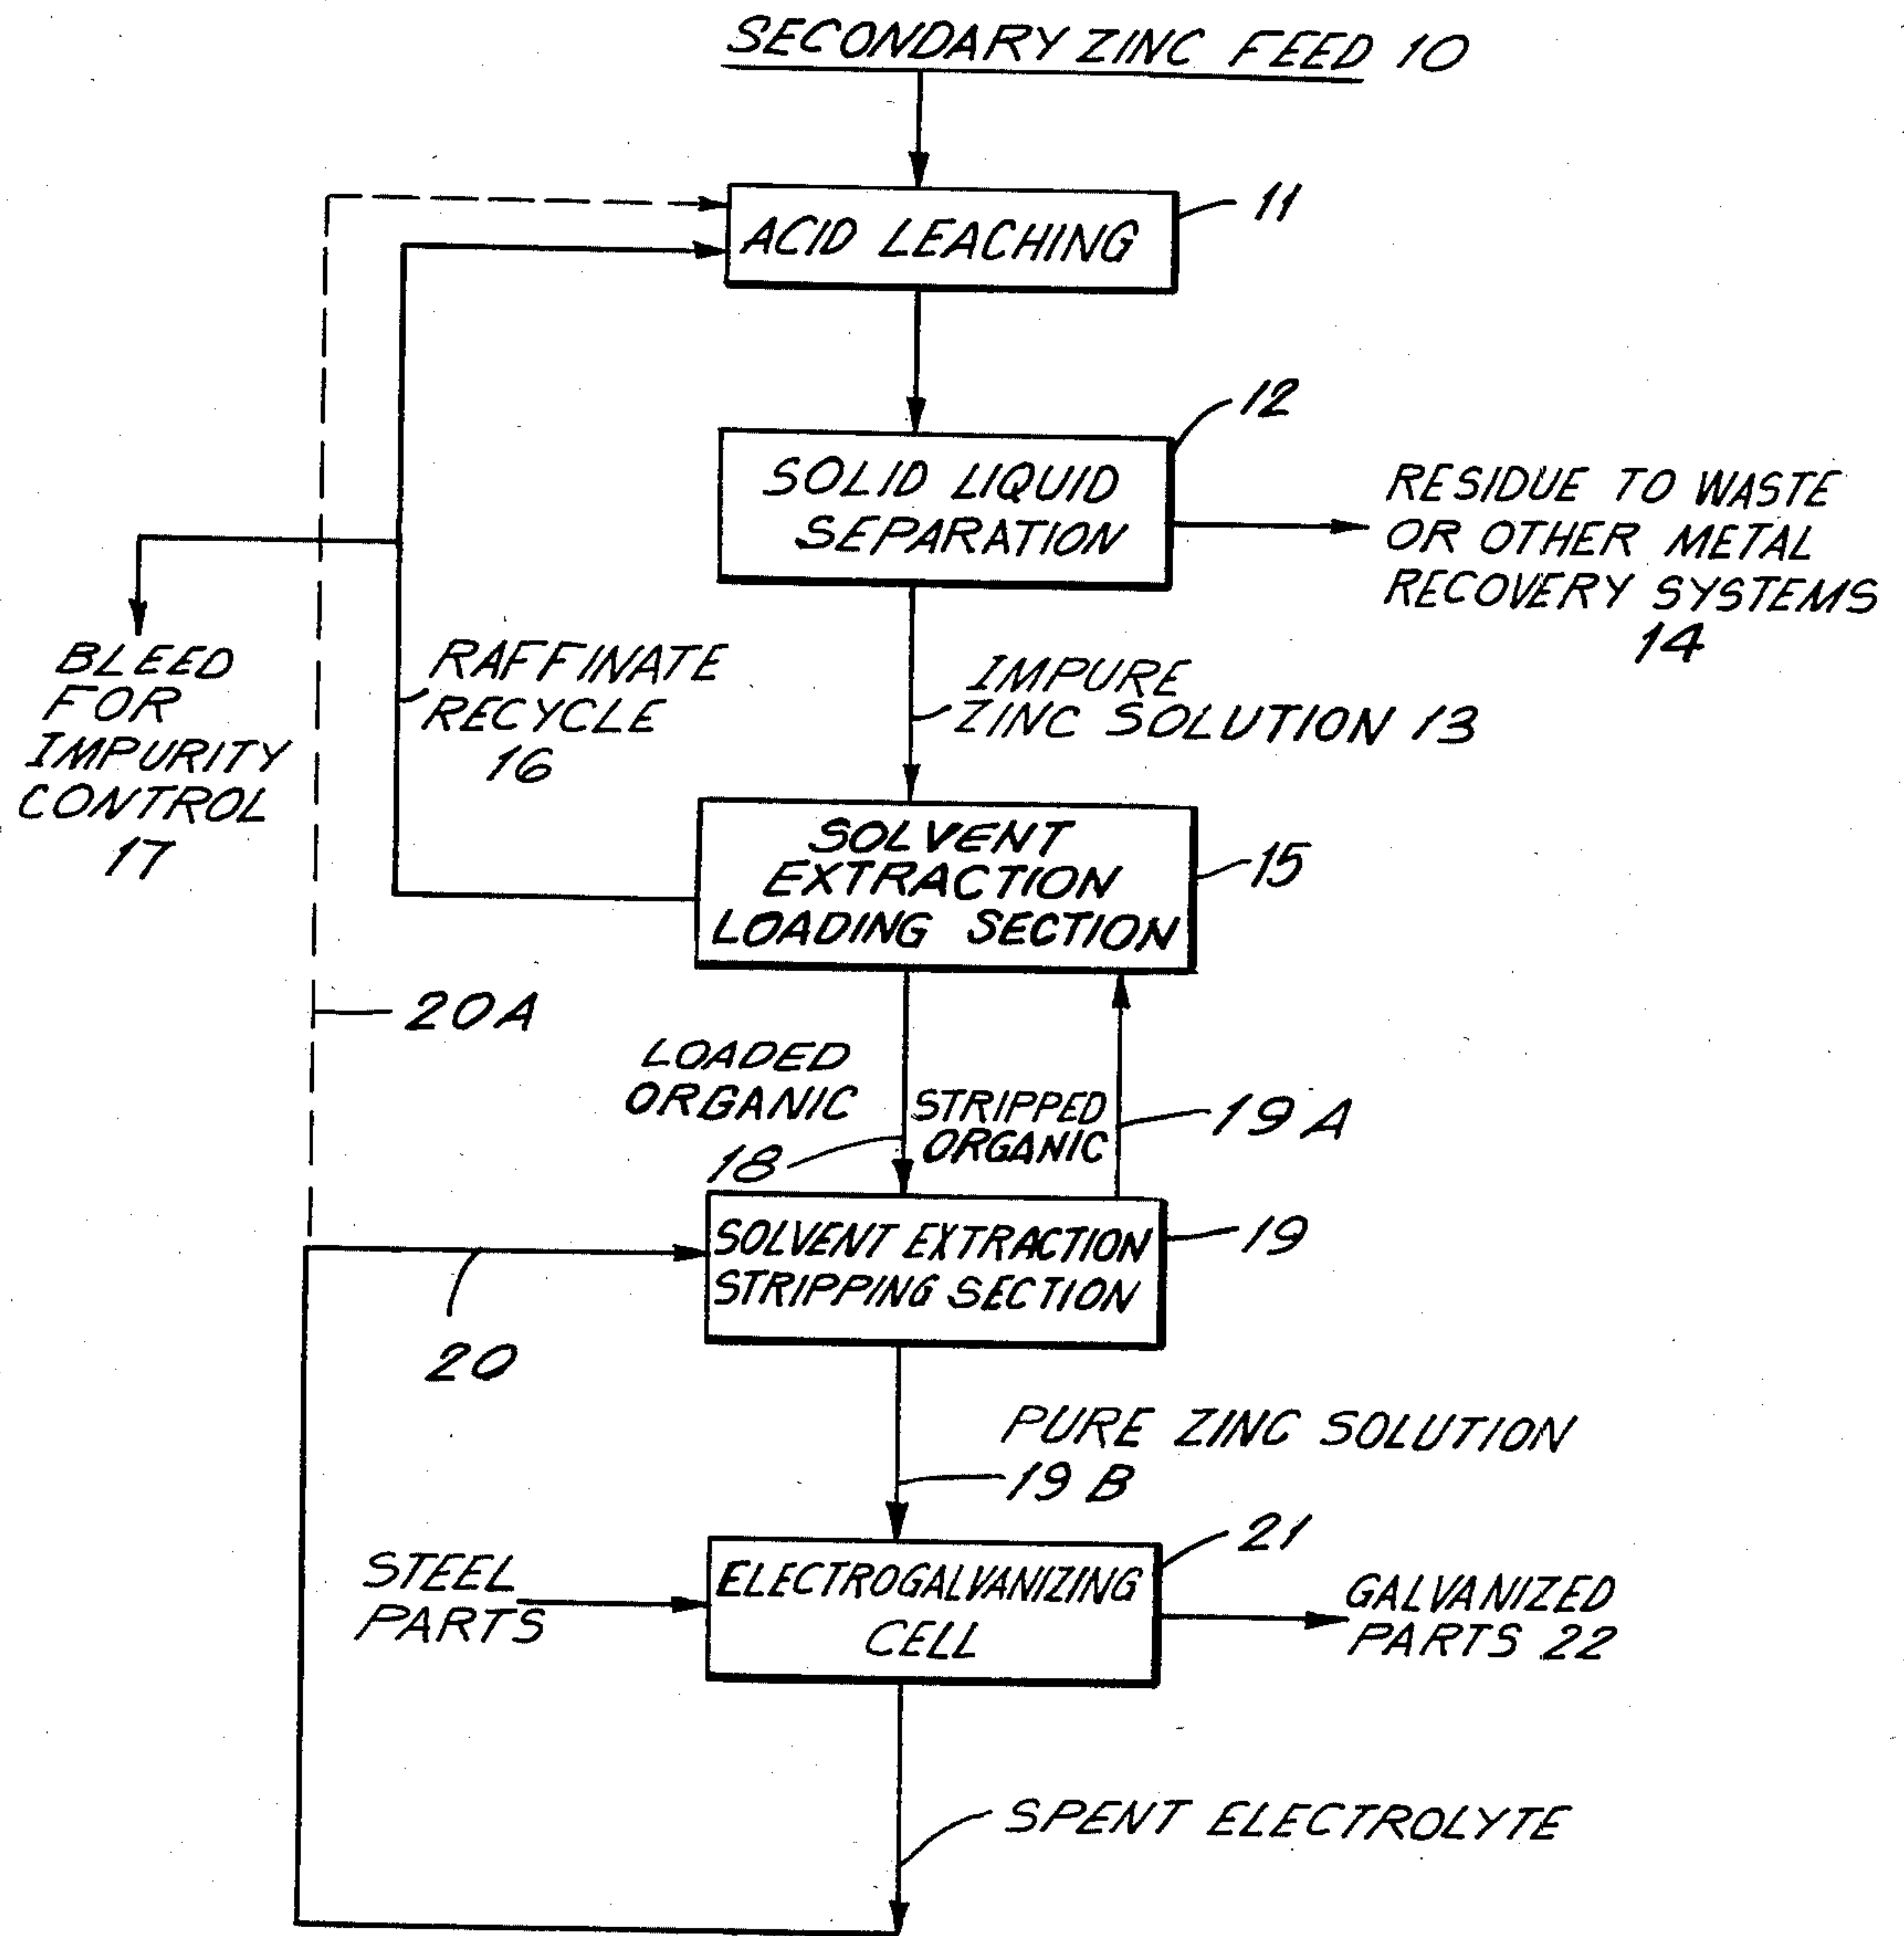 SECONDARY ZINC FEED 10
ACID LEACHING
11
SOLID LIQUID
SEPARATION
12
RESIDUE TO WASTE
OR OTHER METAL
RECOVERY SYSTEMS
14
BLEED
FOR
IMPURITY
CONTROL
17
RAFFINATE
RECYCLE
16
IMPURE
ZINC SOLUTION 13
SOLVENT
EXTRACTION
LOADING SECTION
15
20A
LOADED
ORGANIC
18
STRIPPED
ORGANIC
19 A
SOLVENT EXTRACTION
STRIPPING SECTION
19
20
PURE ZINC SOLUTION
19 B
STEEL
PARTS
ELECTROGALVANIZING
CELL
21
GALVANIZED
PARTS 22
SPENT ELECTROLYTE